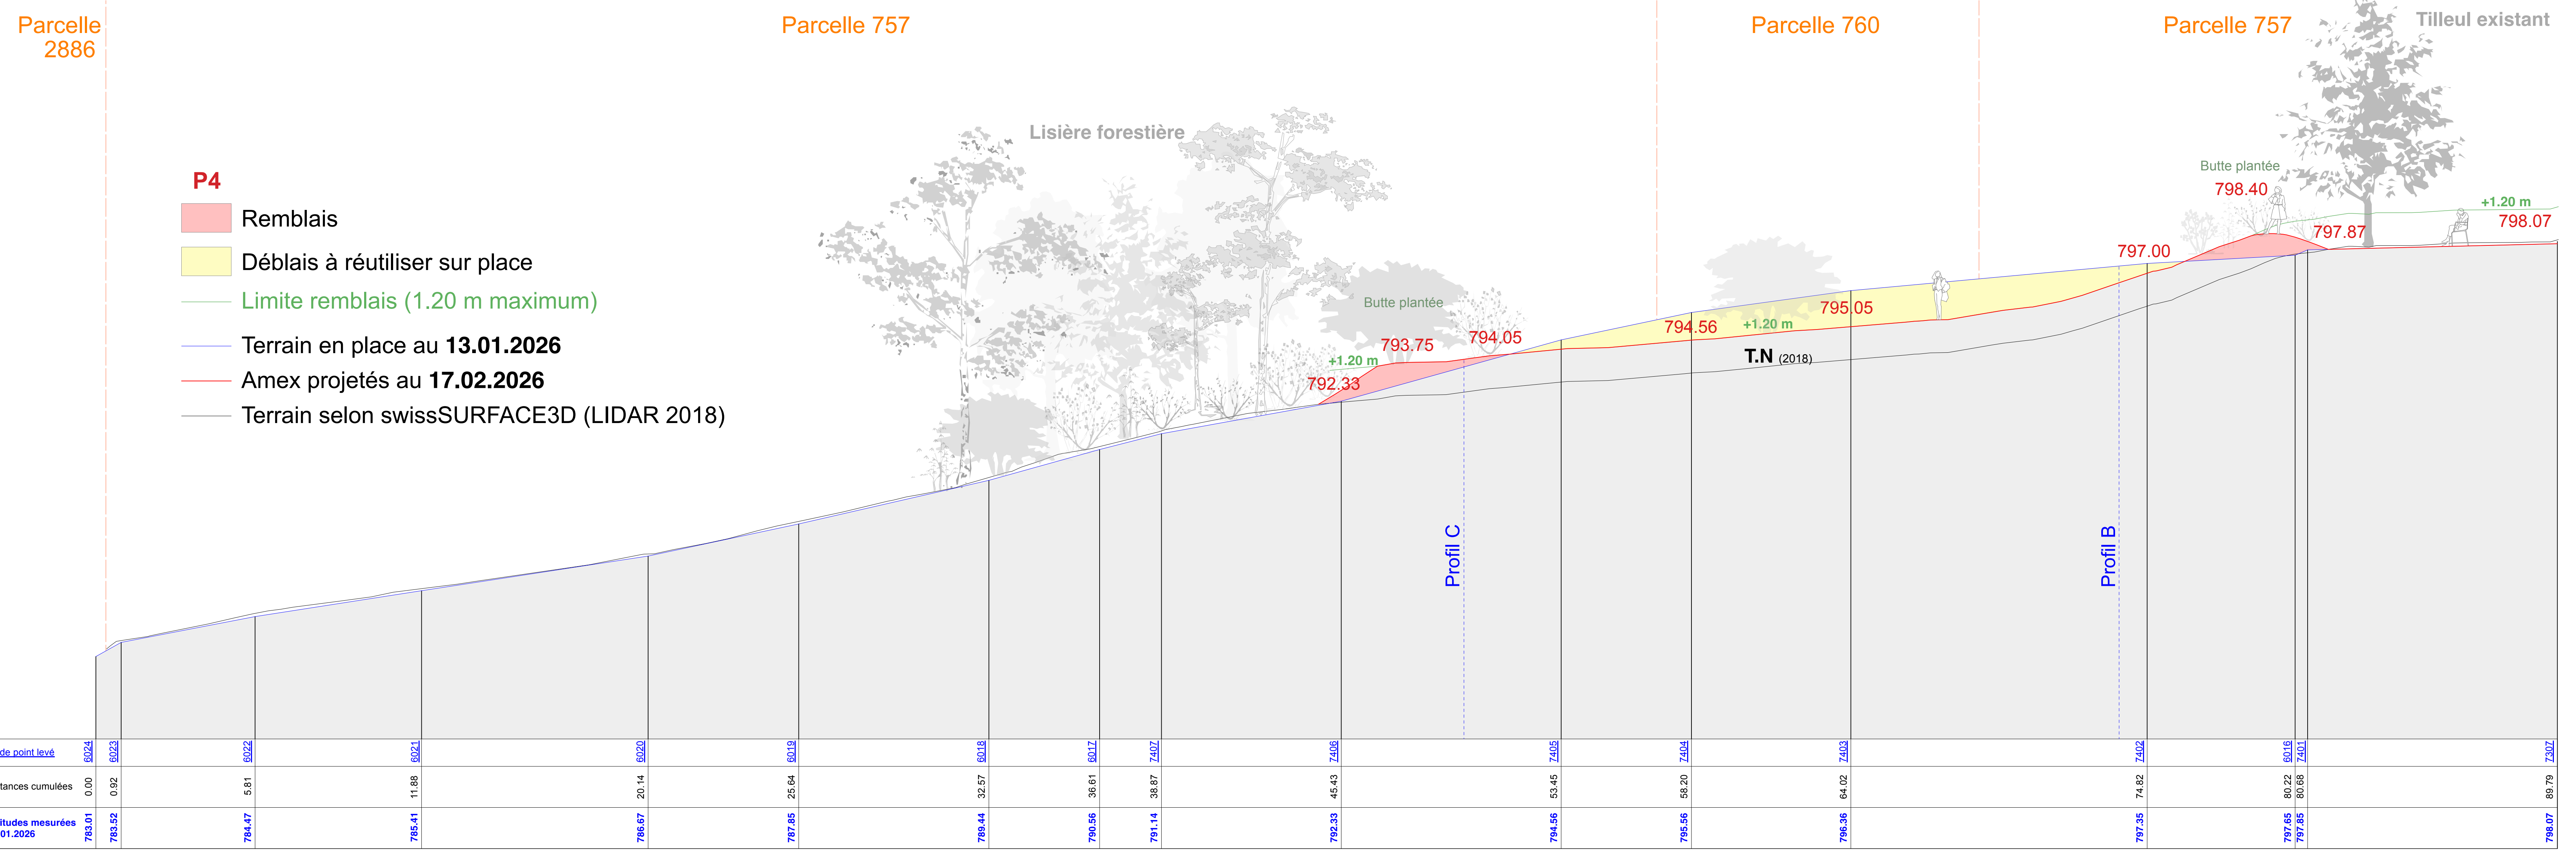 Parcelle
2886
Parcelle 757
Parcelle 760
Parcelle 757
Tilleul existant
Lisière forestière
P4
Remblais
Déblais à réutiliser sur place
Limite remblais (1.20 m maximum)
Terrain en place au 13.01.2026
Amex projetés au 17.02.2026
Terrain selon swissSURFACE3D (LIDAR 2018)
Butte plantée
798.40
+1.20 m
798.07
797.87
797.00
Butte plantée
795.05
794.56
+1.20 m
794.05
793.75
+1.20 m
T.N (2018)
792.33
Profil C
Profil B
de point levé 6024 6023 6022 6021 6020 6019 6018 6017 7407 7406 7405 7404 7403 7402 6016 7401 7307
tances cumulées 0.00 0.92 5.81 11.88 20.14 25.64 32.57 36.61 38.87 45.43 53.45 58.20 64.02 74.82 80.22 80.68 89.79
itudes mesurées
01.2026
783.01 783.52 784.47 785.41 786.67 787.85 789.44 790.56 791.14 792.33 794.56 795.56 796.36 797.35 797.65 797.85 798.07